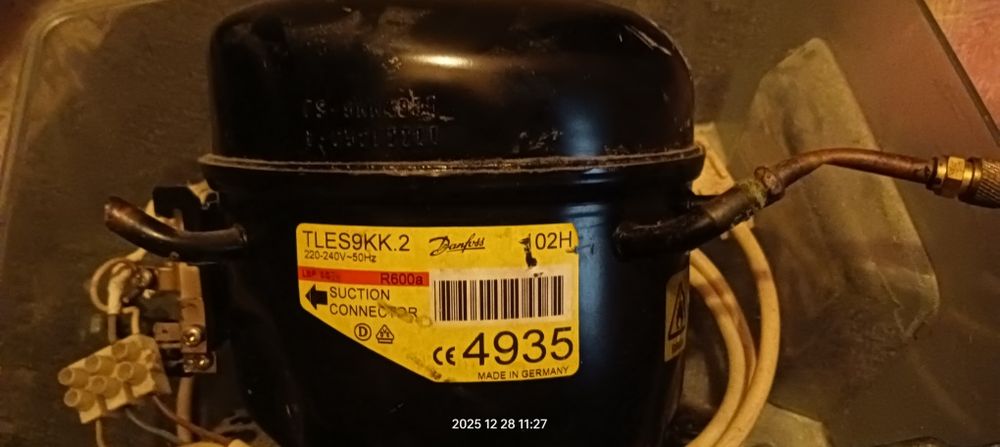 TLES9KK.2 Danfoss 102H
220-240V~50Hz
R600a
SUCTION
CONNECTOR
D
CE 4935
MADE IN GERMANY
2025 12 28 11:27